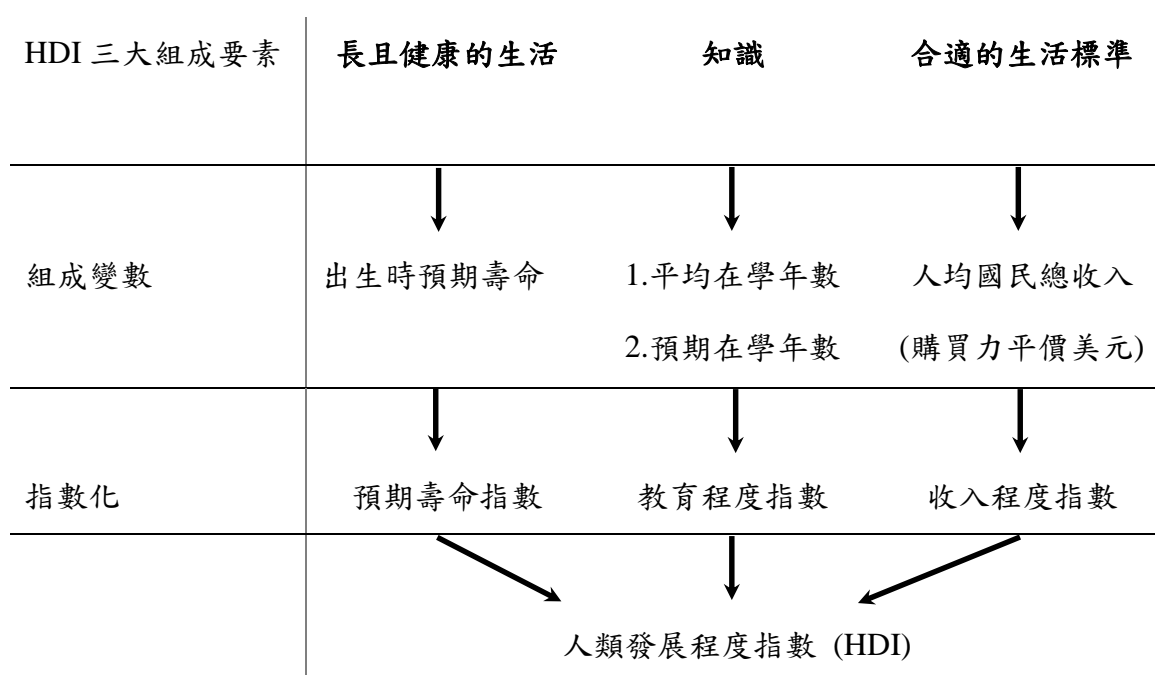 HDI 三大組成要素 長且健康的生活 知識 合適的生活標準
組成變數 出生時預期壽命 1.平均在學年數 人均國民總收入
2.預期在學年數 (購買力平價美元)
指數化 預期壽命指數 教育程度指數 收入程度指數
人類發展程度指數 (HDI)